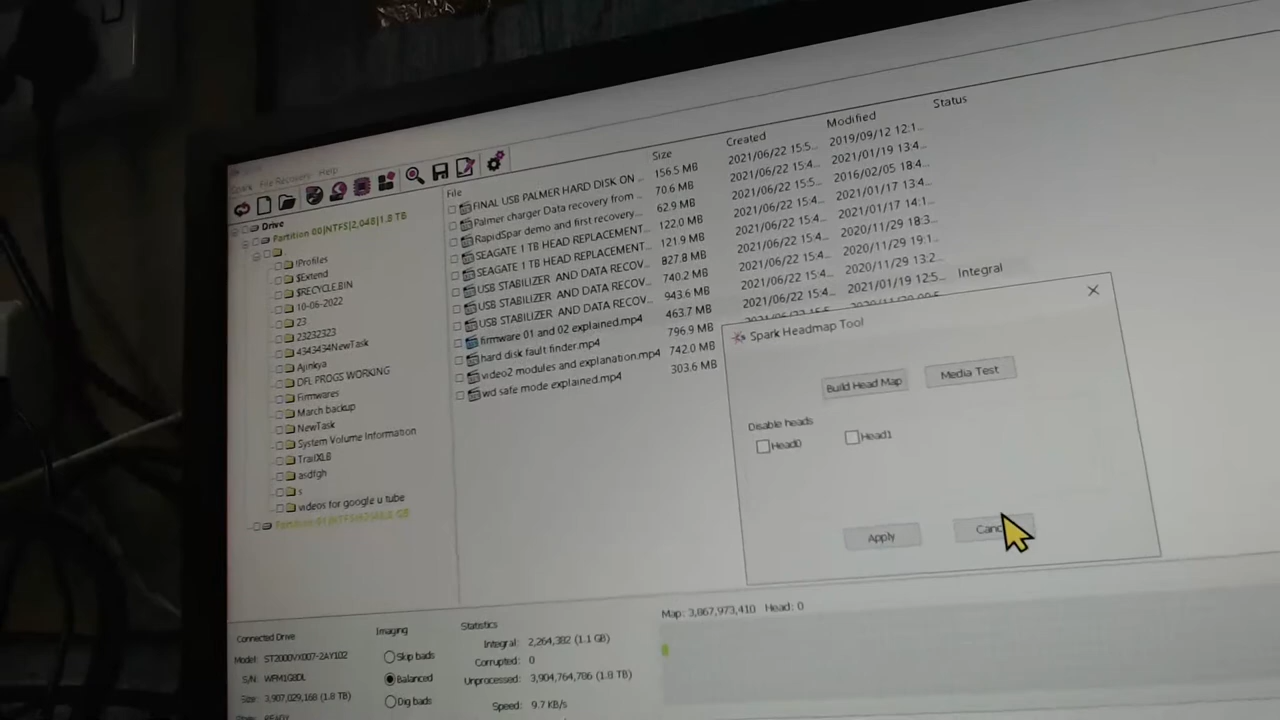 Spark File Recovery Help
File Size Created Modified Status
Drive
Partition 00|NTFS|2,048|1.8 TB
.
!Profiles
$Extend
$RECYCLE.BIN
10-06-2022
23
23232323
4343434NewTask
Ajinkya
DFL PROGS WORKING
Firmwares
March backup
NewTask
System Volume Information
TrailXLB
asdfgh
s
videos for google u tube
FINAL USB PALMER HARD DISK ON ... 156.5 MB 2021/06/22 15:5... 2019/09/12 12:1...
Palmer charger Data recovery from ... 70.6 MB 2021/06/22 15:4... 2021/01/19 13:4...
RapidSpar demo and first recovery... 62.9 MB 2021/06/22 15:5... 2016/02/05 18:4...
SEAGATE 1 TB HEAD REPLACEMENT... 122.0 MB 2021/06/22 15:4... 2021/01/17 13:4...
SEAGATE 1 TB HEAD REPLACEMENT... 121.9 MB 2021/06/22 15:4... 2021/01/17 14:1...
USB STABILIZER AND DATA RECOV... 827.8 MB 2021/06/22 15:4... 2020/11/29 18:3...
USB STABILIZER AND DATA RECOV... 740.2 MB 2021/06/22 15:4... 2020/11/29 19:1...
USB STABILIZER AND DATA RECOV... 943.6 MB 2021/06/22 15:4... 2020/11/29 13:2...
firmware 01 and 02 explained.mp4 463.7 MB 2021/06/22 15:4... 2021/01/19 12:5... Integral
hard disk fault finder.mp4 796.9 MB
video2 modules and explanation.mp4 742.0 MB
wd safe mode explained.mp4 303.6 MB
Spark Headmap Tool
Build Head Map Media Test
Disable heads
Head0 Head1
Apply
Map: 3,867,973,410 Head: 0
Connected Drive
Model: ST2000VX007-2AY102
S/N:
Size: 3,907,029,168 (1.8 TB)
READY
Imaging
Skip bads
Balanced
Dig bads
Statistics
Integral: 2,264,382 (1.1 GB)
Corrupted: 0
Unprocessed: 3,904,764,786 (1.8 TB)
Speed: 9.7 KB/s